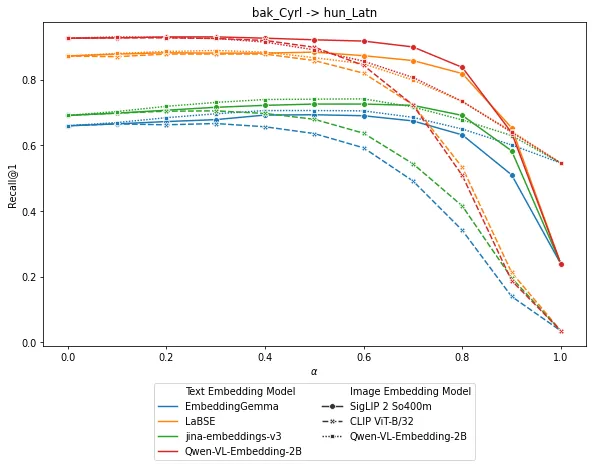 bak_Cyrl -> hun_Latn
Recall@1
0.8
0.6
0.4
0.2
0.0
0.0 0.2 0.4 0.6 0.8 1.0
α
Text Embedding Model
EmbeddingGemma
LaBSE
jina-embeddings-v3
Qwen-VL-Embedding-2B
Image Embedding Model
SigLIP 2 So400m
CLIP ViT-B/32
Qwen-VL-Embedding-2B